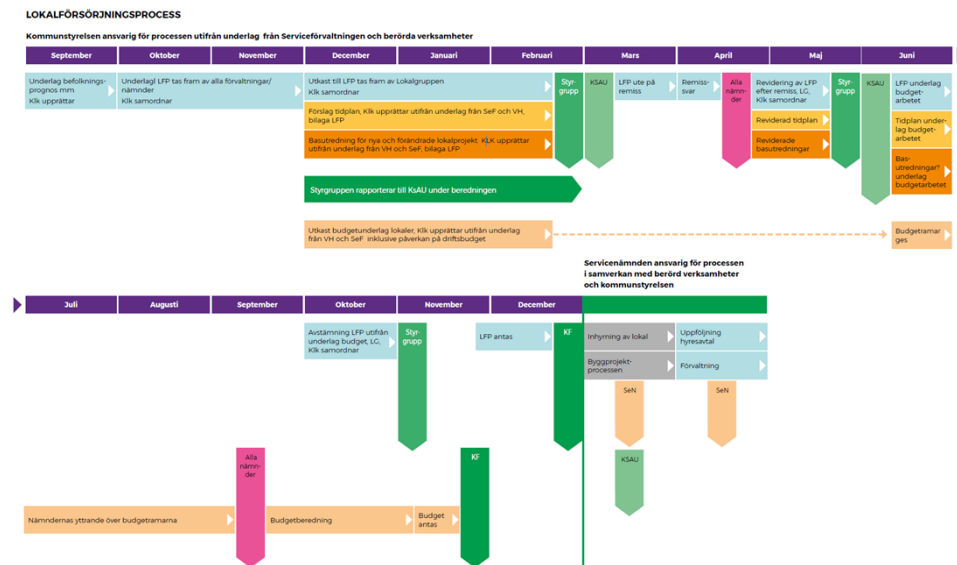 LOKALFÖRSÖRJNINGSPROCESS
Kommunstyrelsen ansvarig för processen utifrån underlag från Serviceförvaltningen och berörda verksamheter
September
Oktober
November
December
Januari
Februari
Mars
April
Maj
Juni
Underlag befolknings-
prognos mm
Klk upprättar
Underlagl LFP tas fram av alla förvaltningar/
nämnder
Klk samordnar
Utkast till LFP tas fram av Lokalgruppen
Klk samordnar
Styr-
grupp
KSAU
LFP ute på
remiss
Remiss-
svar
Alla
nämn-
der
Revidering av LFP
efter remiss, LG,
Klk samordnar
Styr-
grupp
KSAU
LFP underlag
budget-
arbetet
Förslag tidplan, Klk upprättar utifrån underlag från SeF och VH,
bilaga LFP
Reviderad tidplan
Tidplan under-
lag budget-
arbetet
Basutredning för nya och förändrade lokalprojekt KLK upprättar
utifrån underlag från VH och SeF, bilaga LFP
Reviderade
basutredningar
Bas-
utredningar?
underlag
budgetarbetet
Styrgruppen rapporterar till KsAU under beredningen
Utkast budgetunderlag lokaler, Klk upprättar utifrån underlag
från VH och SeF inklusive påverkan på driftsbudget
Budgetramar
ges
Servicenämnden ansvarig för processen
i samverkan med berörd verksamheter
och kommunstyrelsen
Juli
Augusti
September
Oktober
November
December
Avstämning LFP utifrån
underlag budget, LG,
Klk samordnar
Styr-
grupp
LFP antas
KF
Inhyrning av lokal
Uppföljning
hyresavtal
Byggprojekt-
processen
Förvaltning
SeN
SeN
KSAU
Alla
nämn-
der
KF
Nämndernas yttrande över budgetramarna
Budgetberedning
Budget
antas